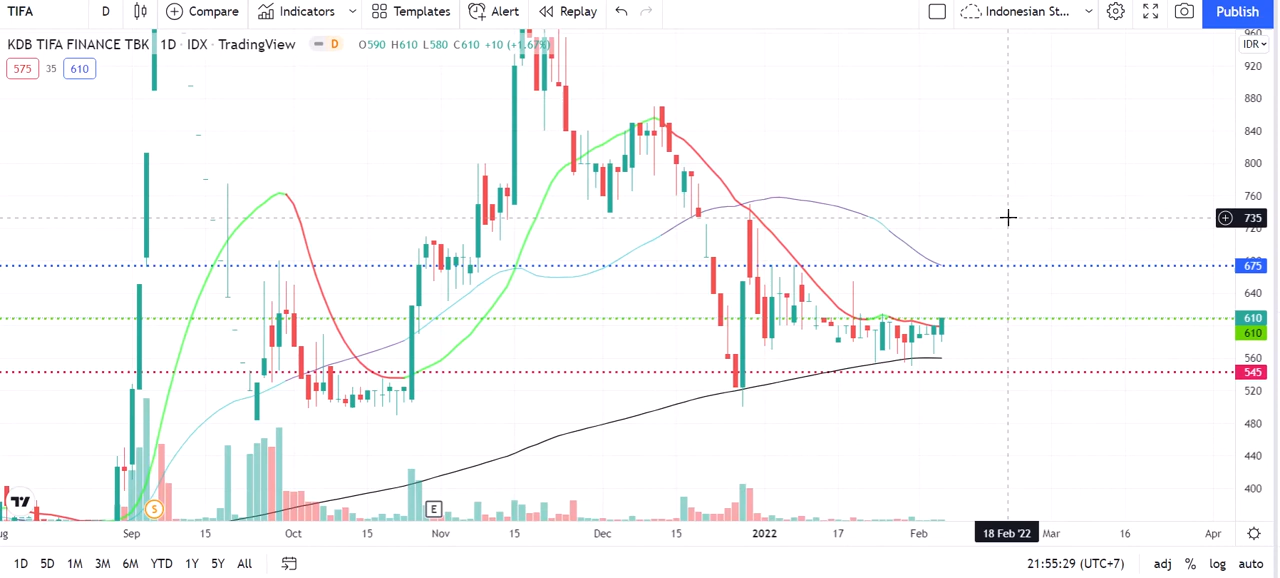 TIFA D Compare Indicators Templates Alert Replay Indonesian St... Publish
KDB TIFA FINANCE TBK 1D · IDX · TradingView D O590 H610 L580 C610 +10 (+1.67%)
575 35 610
IDR
960
920
880
840
800
760
735
720
675
640
610
610
560
545
520
480
440
400
S E
ug Sep 15 Oct 15 Nov 15 Dec 15 2022 17 Feb 18 Feb '22 Mar 16 Apr
1D 5D 1M 3M 6M YTD 1Y 5Y All 21:55:29 (UTC+7) adj % log auto